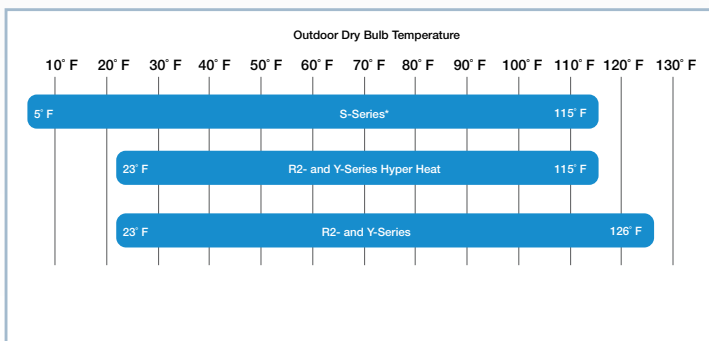 Outdoor Dry Bulb Temperature
10° F 20° F 30° F 40° F 50° F 60° F 70° F 80° F 90° F 100° F 110° F 120° F 130° F
5° F S-Series* 115° F
23° F R2- and Y-Series Hyper Heat 115° F
23° F R2- and Y-Series 126° F